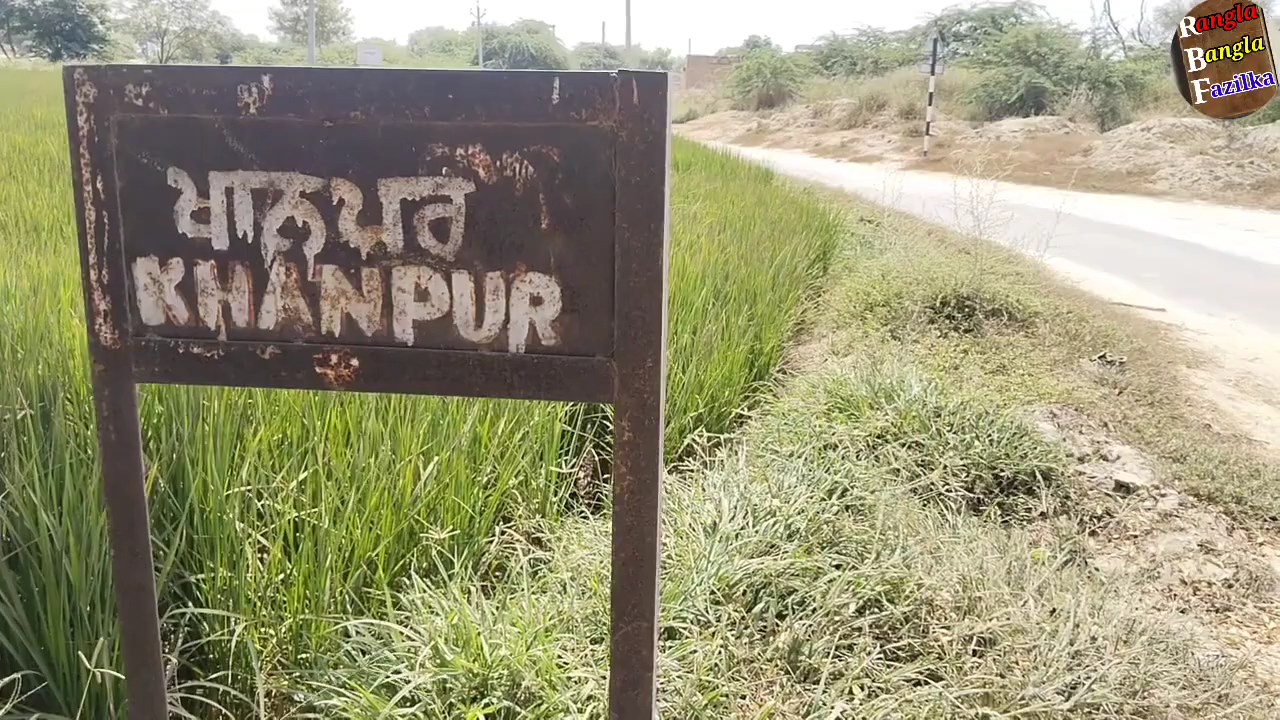 ਖਾਨਪੁਰ
KHANPUR
Rangla
Bangla
Fazilka